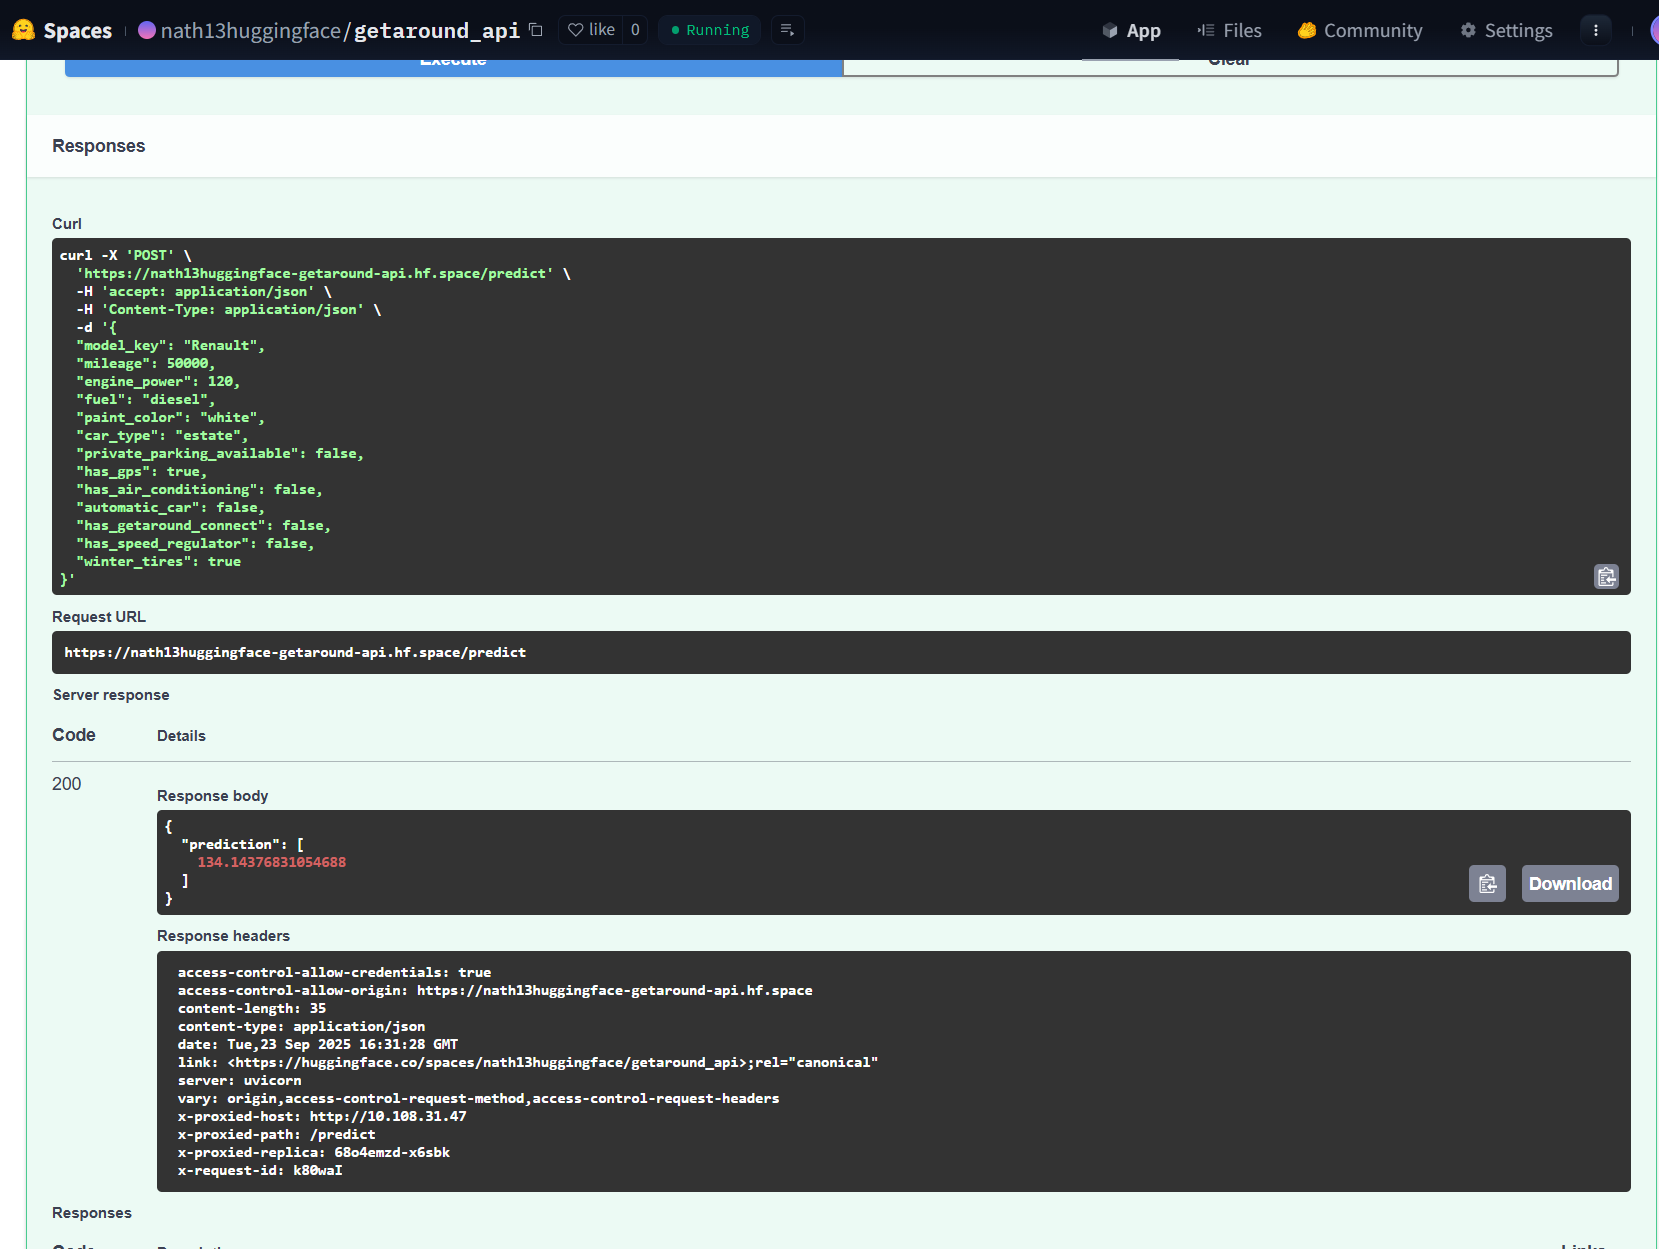 Spaces nath13huggingface/getaround_api like 0 Running App Files Community Settings
Execute Clear
Responses
Curl
curl -X 'POST' \
'https://nath13huggingface-getaround-api.hf.space/predict' \
-H 'accept: application/json' \
-H 'Content-Type: application/json' \
-d '{
"model_key": "Renault",
"mileage": 50000,
"engine_power": 120,
"fuel": "diesel",
"paint_color": "white",
"car_type": "estate",
"private_parking_available": false,
"has_gps": true,
"has_air_conditioning": false,
"automatic_car": false,
"has_getaround_connect": false,
"has_speed_regulator": false,
"winter_tires": true
}'
Request URL
https://nath13huggingface-getaround-api.hf.space/predict
Server response
Code Details
200
Response body
{
"prediction": [
134.14376831054688
]
}
Download
Response headers
access-control-allow-credentials: true
access-control-allow-origin: https://nath13huggingface-getaround-api.hf.space
content-length: 35
content-type: application/json
date: Tue,23 Sep 2025 16:31:28 GMT
link: <https://huggingface.co/spaces/nath13huggingface/getaround_api>;rel="canonical"
server: uvicorn
vary: origin,access-control-request-method,access-control-request-headers
x-proxied-host: http://10.108.31.47
x-proxied-path: /predict
x-proxied-replica: 68o4emzd-x6sbk
x-request-id: k80waI
Responses
Code Description Links